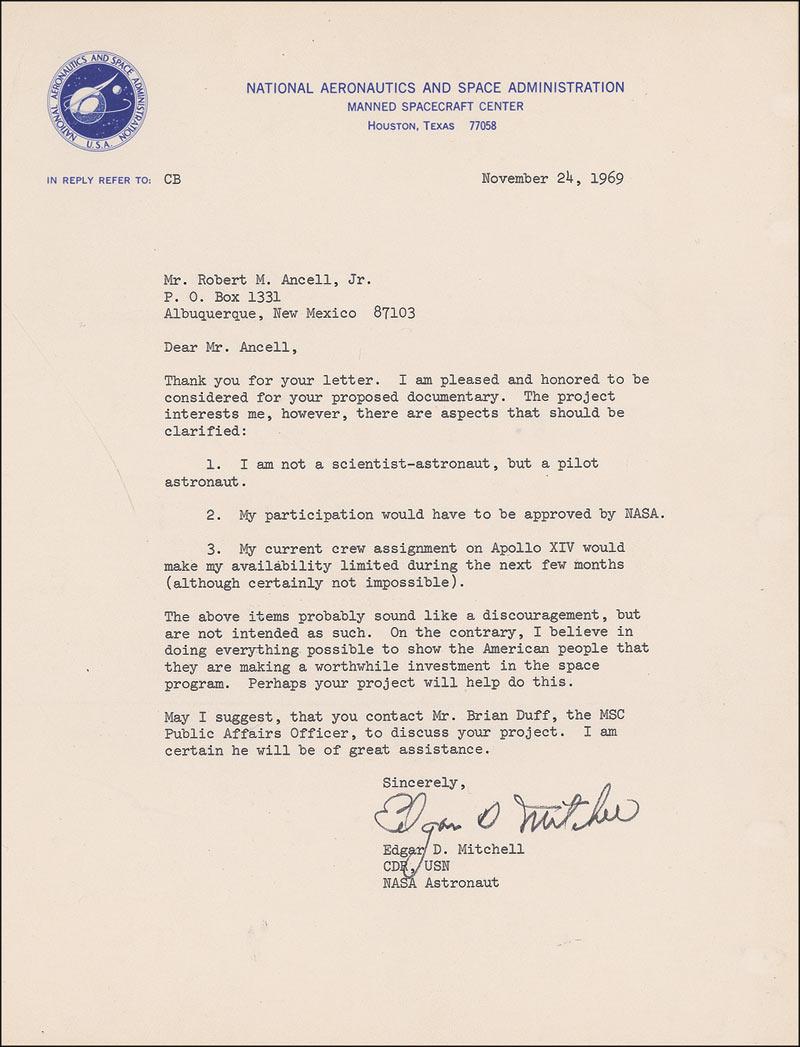 NATIONAL AERONAUTICS AND SPACE ADMINISTRATION
U.S.A.
NATIONAL AERONAUTICS AND SPACE ADMINISTRATION
MANNED SPACECRAFT CENTER
HOUSTON, TEXAS 77058
IN REPLY REFER TO: CB
November 24, 1969
Mr. Robert M. Ancell, Jr.
P. O. Box 1331
Albuquerque, New Mexico 87103
Dear Mr. Ancell,
Thank you for your letter. I am pleased and honored to be
considered for your proposed documentary. The project
interests me, however, there are aspects that should be
clarified:
1. I am not a scientist-astronaut, but a pilot
astronaut.
2. My participation would have to be approved by NASA.
3. My current crew assignment on Apollo XIV would
make my availability limited during the next few months
(although certainly not impossible).
The above items probably sound like a discouragement, but
are not intended as such. On the contrary, I believe in
doing everything possible to show the American people that
they are making a worthwhile investment in the space
program. Perhaps your project will help do this.
May I suggest, that you contact Mr. Brian Duff, the MSC
Public Affairs Officer, to discuss your project. I am
certain he will be of great assistance.
Sincerely,
Edgar D Mitchell
Edgar D. Mitchell
CDR, USN
NASA Astronaut